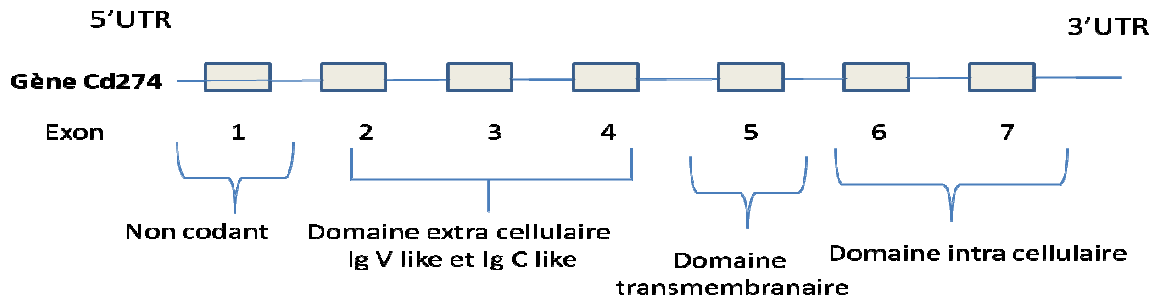 5'UTR
3'UTR
Gène Cd274
Exon 1 2 3 4 5 6 7
Non codant
Domaine extra cellulaire
Ig V like et Ig C like
Domaine
transmembranaire
Domaine intra cellulaire